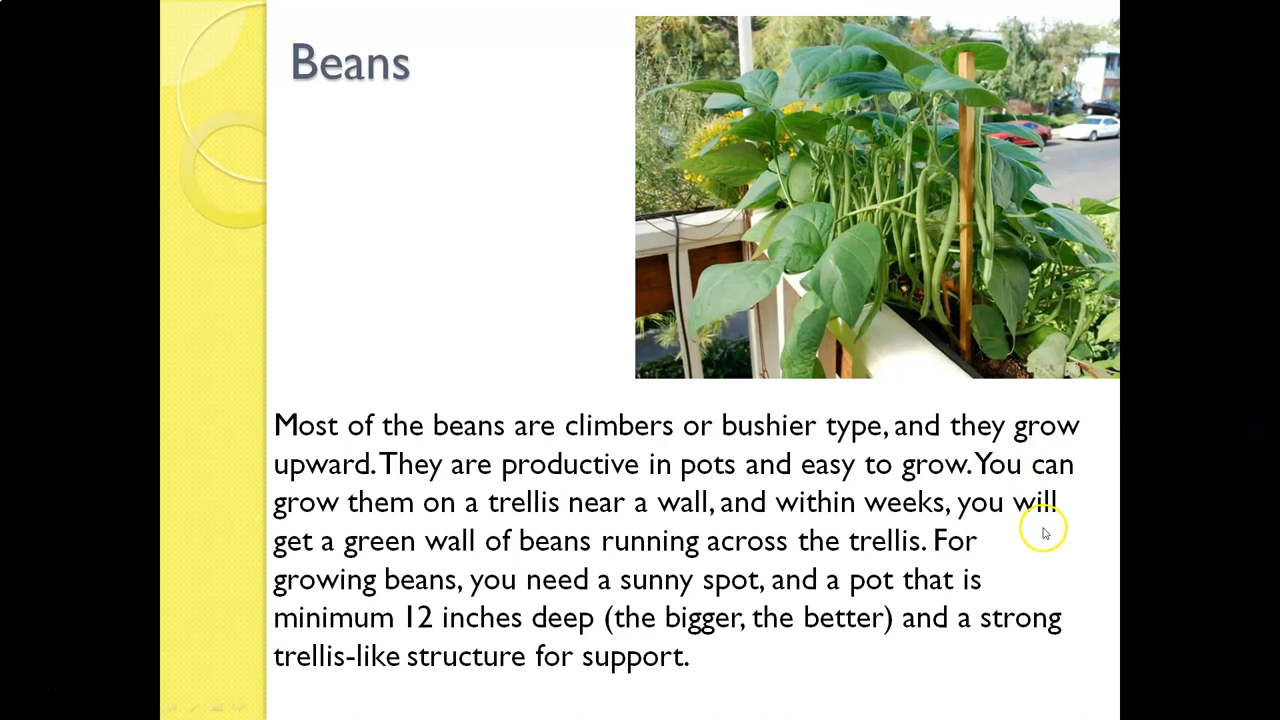 Beans
Most of the beans are climbers or bushier type, and they grow
upward. They are productive in pots and easy to grow. You can
grow them on a trellis near a wall, and within weeks, you will
get a green wall of beans running across the trellis. For
growing beans, you need a sunny spot, and a pot that is
minimum 12 inches deep (the bigger, the better) and a strong
trellis-like structure for support.